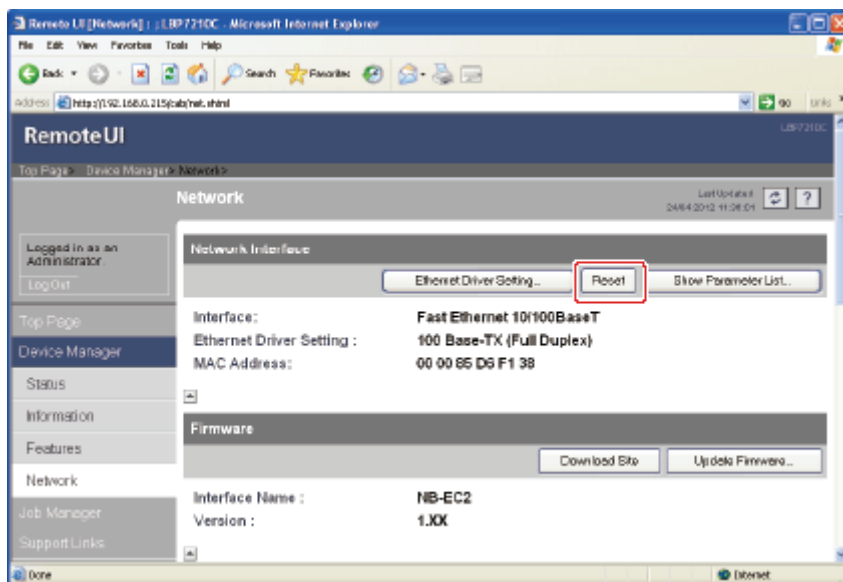 Remote UI [Network] : ; LBP7210C - Microsoft Internet Explorer
File Edit View Favorites Tools Help
Back Search Favorites
Address http://192.168.0.215/cab/net.shtml Go Links
RemoteUI LBP7210C
Top Page> Device Manager> Network>
Network
Last Updated
24/04/2012 11:36:01
?
Logged in as an
Administrator.
Log Out
Top Page
Device Manager
Status
Information
Features
Network
Job Manager
Support Links
Network Interface
Ethernet Driver Setting... Reset Show Parameter List...
Interface: Fast Ethernet 10/100BaseT
Ethernet Driver Setting : 100 Base-TX (Full Duplex)
MAC Address: 00 00 85 D6 F1 38
Firmware
Download Site Update Firmware...
Interface Name : NB-EC2
Version : 1.XX
Done Internet